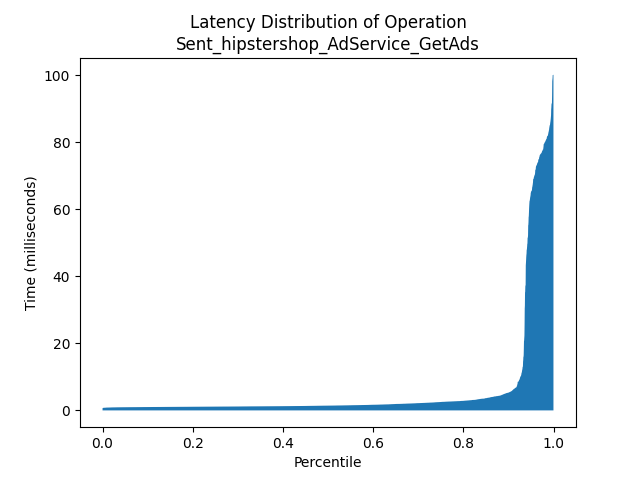 Latency Distribution of Operation
Sent_hipstershop_AdService_GetAds
Time (milliseconds)
100
80
60
40
20
0
0.0 0.2 0.4 0.6 0.8 1.0
Percentile